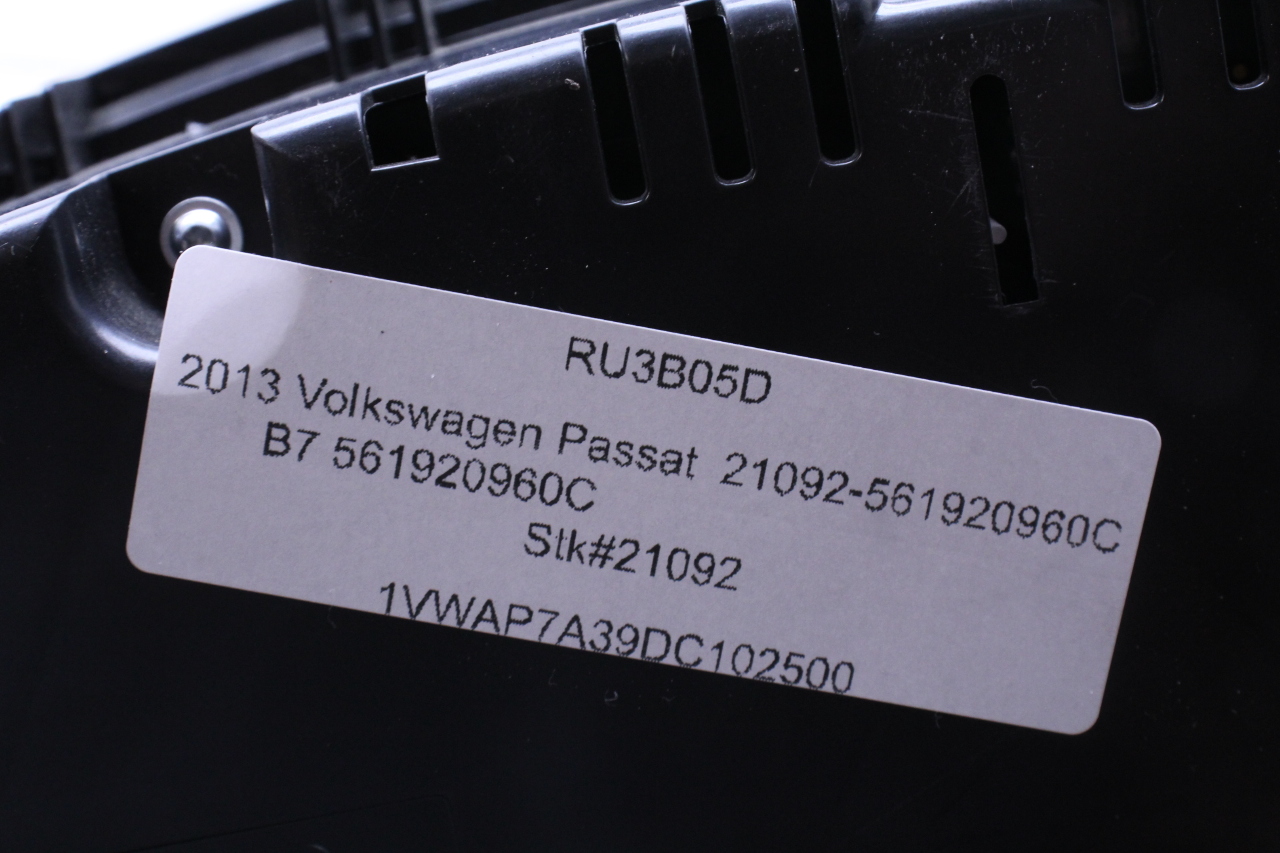 RU3B05D
2013 Volkswagen Passat 21092-561920960C
B7 561920960C
Stk#21092
1VWAP7A39DC102500